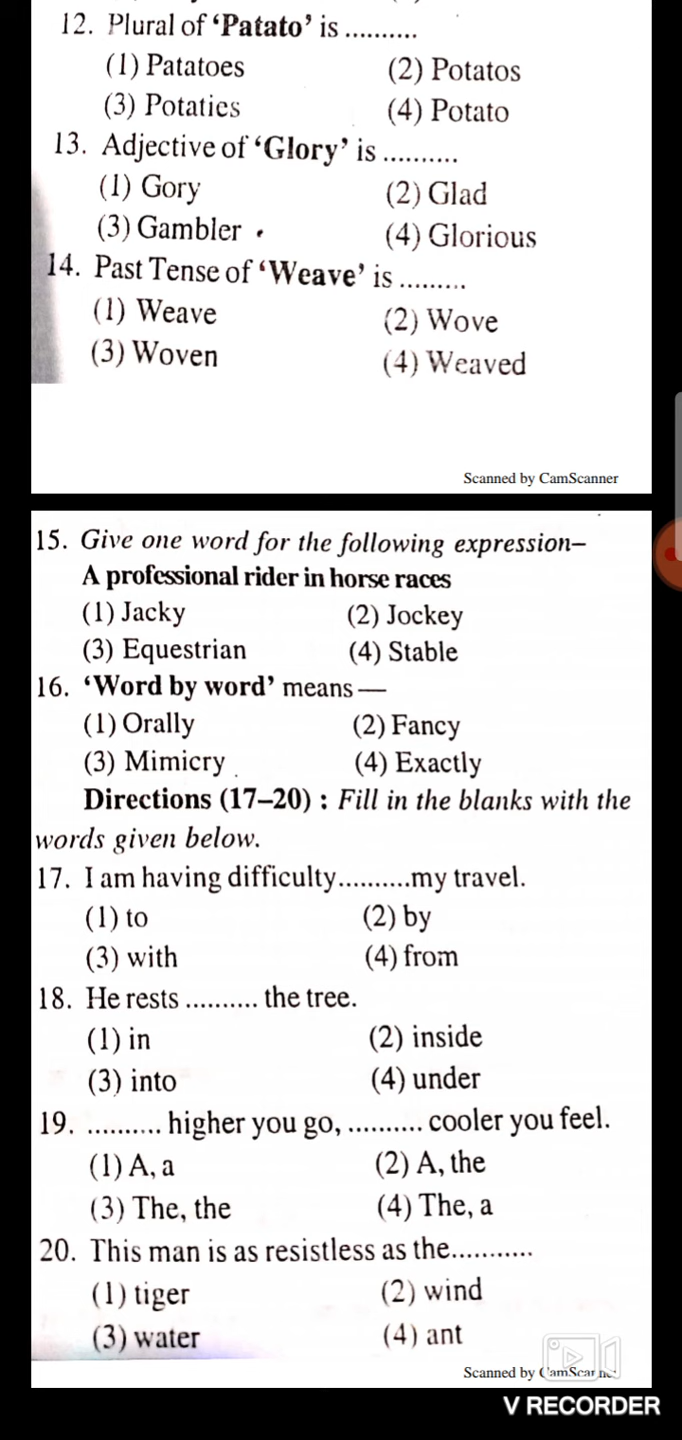 12. Plural of ‘Patato’ is ..........
(1) Patatoes (2) Potatos
(3) Potaties (4) Potato
13. Adjective of ‘Glory’ is ..........
(1) Gory (2) Glad
(3) Gambler (4) Glorious
14. Past Tense of ‘Weave’ is .........
(1) Weave (2) Wove
(3) Woven (4) Weaved
Scanned by CamScanner
15. Give one word for the following expression–
A professional rider in horse races
(1) Jacky (2) Jockey
(3) Equestrian (4) Stable
16. ‘Word by word’ means —
(1) Orally (2) Fancy
(3) Mimicry (4) Exactly
Directions (17–20) : Fill in the blanks with the
words given below.
17. I am having difficulty..........my travel.
(1) to (2) by
(3) with (4) from
18. He rests .......... the tree.
(1) in (2) inside
(3) into (4) under
19. .......... higher you go, .......... cooler you feel.
(1) A, a (2) A, the
(3) The, the (4) The, a
20. This man is as resistless as the...........
(1) tiger (2) wind
(3) water (4) ant
Scanned by CamScanner
V RECORDER